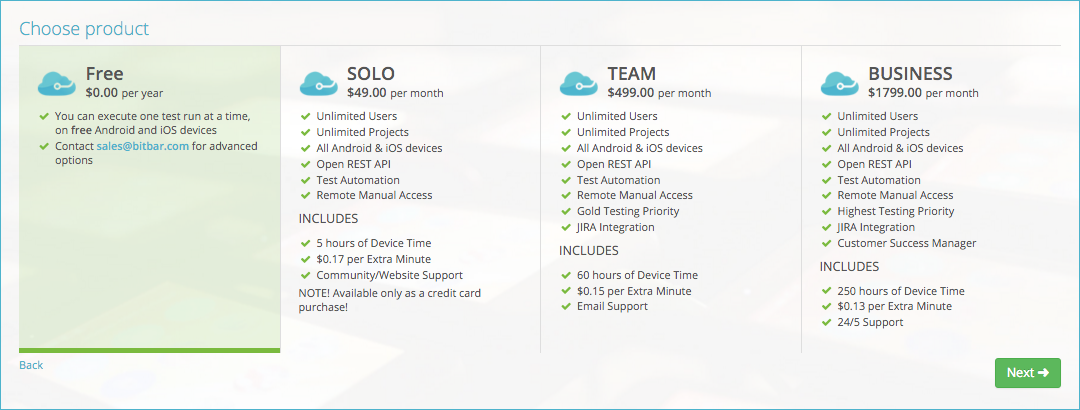 Choose product
Free
$0.00 per year
You can execute one test run at a time,
on free Android and iOS devices
Contact sales@bitbar.com for advanced
options
SOLO
$49.00 per month
Unlimited Users
Unlimited Projects
All Android & iOS devices
Open REST API
Test Automation
Remote Manual Access
INCLUDES
5 hours of Device Time
$0.17 per Extra Minute
Community/Website Support
NOTE! Available only as a credit card
purchase!
TEAM
$499.00 per month
Unlimited Users
Unlimited Projects
All Android & iOS devices
Open REST API
Test Automation
Remote Manual Access
Gold Testing Priority
JIRA Integration
INCLUDES
60 hours of Device Time
$0.15 per Extra Minute
Email Support
BUSINESS
$1799.00 per month
Unlimited Users
Unlimited Projects
All Android & iOS devices
Open REST API
Test Automation
Remote Manual Access
Highest Testing Priority
JIRA Integration
Customer Success Manager
INCLUDES
250 hours of Device Time
$0.13 per Extra Minute
24/5 Support
Back
Next